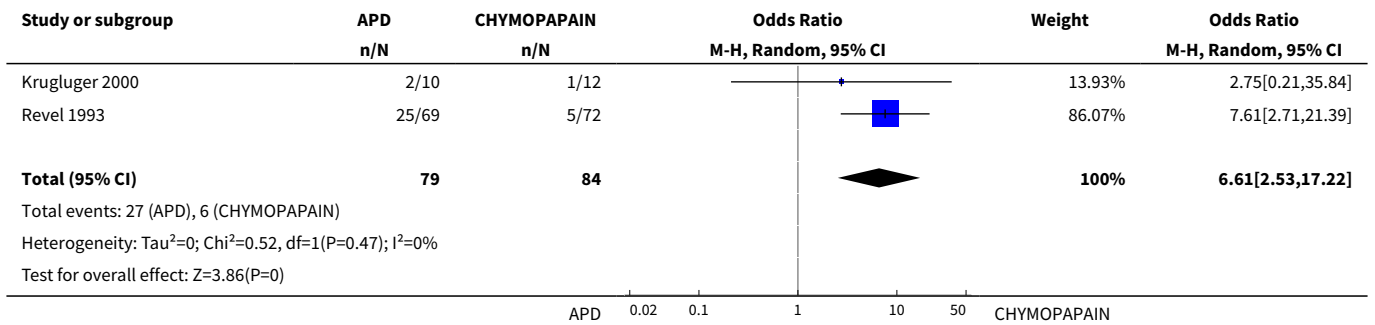 Study or subgroup APD CHYMOPAPAIN Odds Ratio Weight Odds Ratio
n/N n/N M-H, Random, 95% CI M-H, Random, 95% CI
Krugluger 2000 2/10 1/12 13.93% 2.75[0.21,35.84]
Revel 1993 25/69 5/72 86.07% 7.61[2.71,21.39]
Total (95% CI) 79 84 100% 6.61[2.53,17.22]
Total events: 27 (APD), 6 (CHYMOPAPAIN)
Heterogeneity: Tau²=0; Chi²=0.52, df=1(P=0.47); I²=0%
Test for overall effect: Z=3.86(P=0)
APD 0.02 0.1 1 10 50 CHYMOPAPAIN